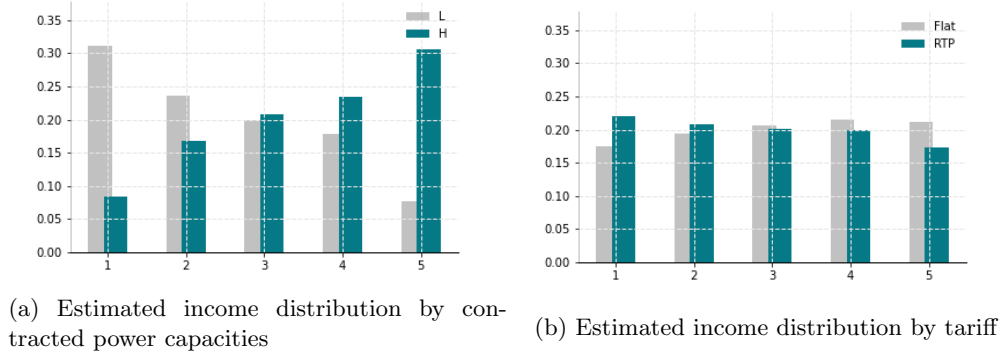 0.35
0.30
0.25
0.20
0.15
0.10
0.05
0.00
1 2 3 4 5
L
H
(a) Estimated income distribution by con-
tracted power capacities
0.35
0.30
0.25
0.20
0.15
0.10
0.05
0.00
1 2 3 4 5
Flat
RTP
(b) Estimated income distribution by tariff